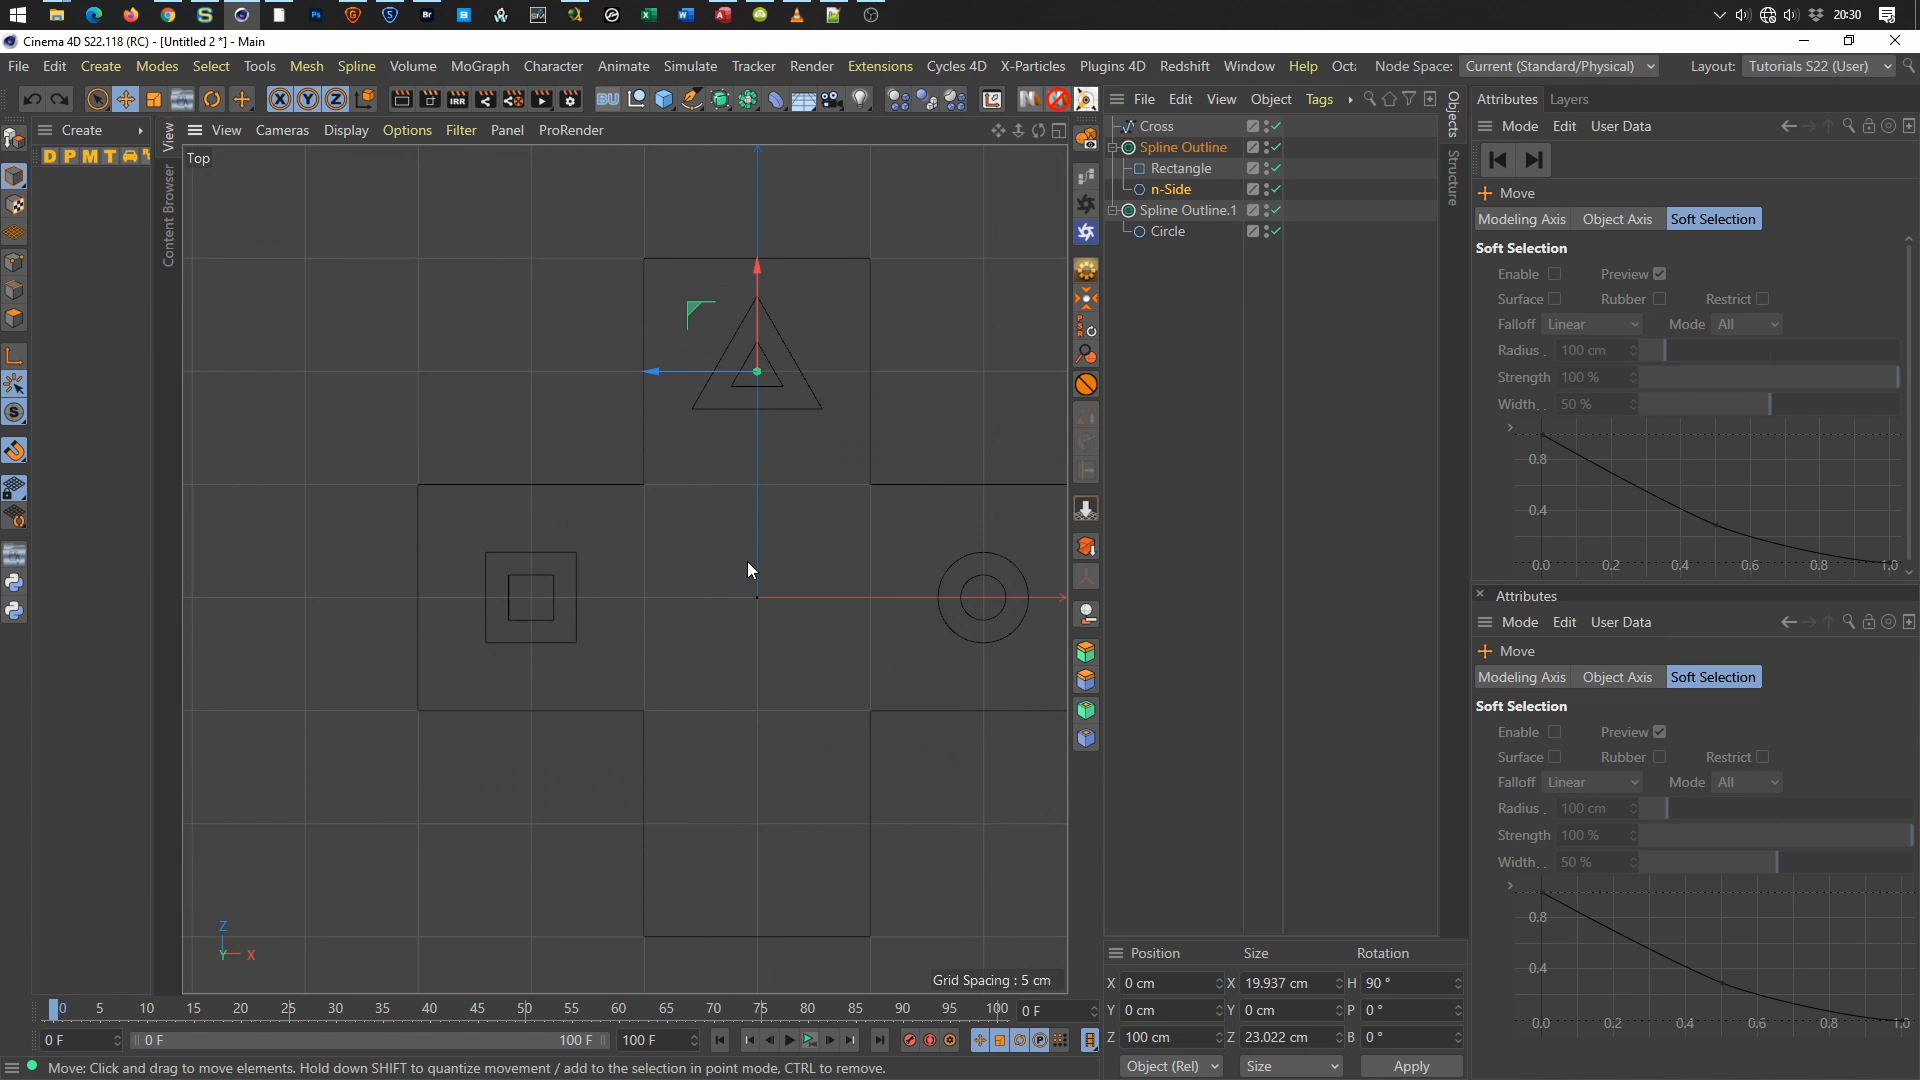 20:30
Cinema 4D S22.118 (RC) - [Untitled 2 *] - Main
File Edit Create Modes Select Tools Mesh Spline Volume MoGraph Character Animate Simulate Tracker Render Extensions Cycles 4D X-Particles Plugins 4D Redshift Window Help Octa Node Space: Current (Standard/Physical) Layout: Tutorials S22 (User)
BU
File Edit View Object Tags
Attributes Layers
Create
View Cameras Display Options Filter Panel ProRender
Mode Edit User Data
D P M T
View
Content Browser
Top
Objects
Structure
Cross
Spline Outline
Rectangle
n-Side
Spline Outline.1
Circle
Move
Modeling Axis Object Axis Soft Selection
Soft Selection
Enable Preview
Surface Rubber Restrict
Falloff Linear Mode All
Radius . 100 cm
Strength 100 %
Width. . 50 %
0.8
0.4
0.0 0.2 0.4 0.6 0.8 1.0
Attributes
Mode Edit User Data
Move
Modeling Axis Object Axis Soft Selection
Soft Selection
Enable Preview
Surface Rubber Restrict
Falloff Linear Mode All
Radius . 100 cm
Strength 100 %
Width. . 50 %
0.8
0.4
0.0 0.2 0.4 0.6 0.8 1.0
Z
Y X
Grid Spacing : 5 cm
Position Size Rotation
X 0 cm X 19.937 cm H 90 °
Y 0 cm Y 0 cm P 0 °
Z 100 cm Z 23.022 cm B 0 °
Object (Rel) Size Apply
0 5 10 15 20 25 30 35 40 45 50 55 60 65 70 75 80 85 90 95 100 0 F
0 F 0 F 100 F 100 F
Move: Click and drag to move elements. Hold down SHIFT to quantize movement / add to the selection in point mode, CTRL to remove.